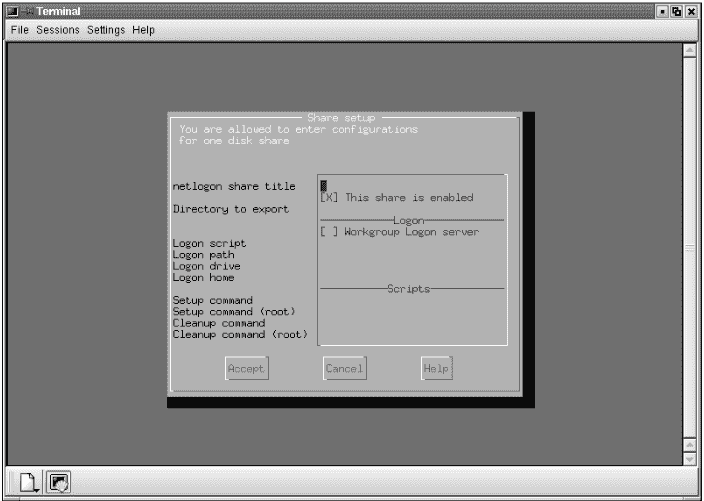 Terminal
File Sessions Settings Help
Share setup
You are allowed to enter configurations
for one disk share
netlogon share title
[X] This share is enabled
Directory to export
Logon
[ ] Workgroup Logon server
Logon script
Logon path
Logon drive
Logon home
Scripts
Setup command
Setup command (root)
Cleanup command
Cleanup command (root)
Accept
Cancel
Help